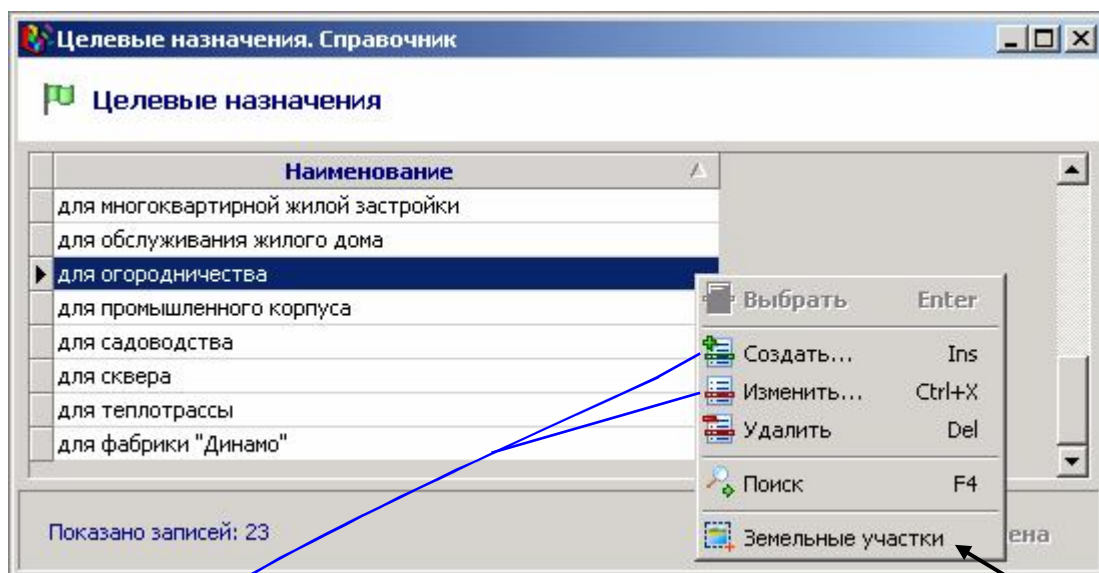 Целевые назначения. Справочник
Целевые назначения
Наименование
для многоквартирной жилой застройки
для обслуживания жилого дома
для огородничества
для промышленного корпуса
для садоводства
для сквера
для теплотрассы
для фабрики "Динамо"
Выбрать Enter
Создать... Ins
Изменить... Ctrl+X
Удалить Del
Поиск F4
Земельные участки
Показано записей: 23
ена